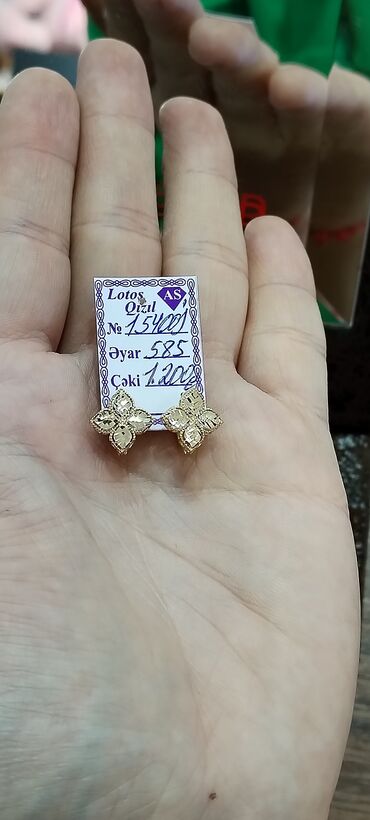 Lotos AS
Qızıl
№ 154001
Əyar 585
Çəki 1.200